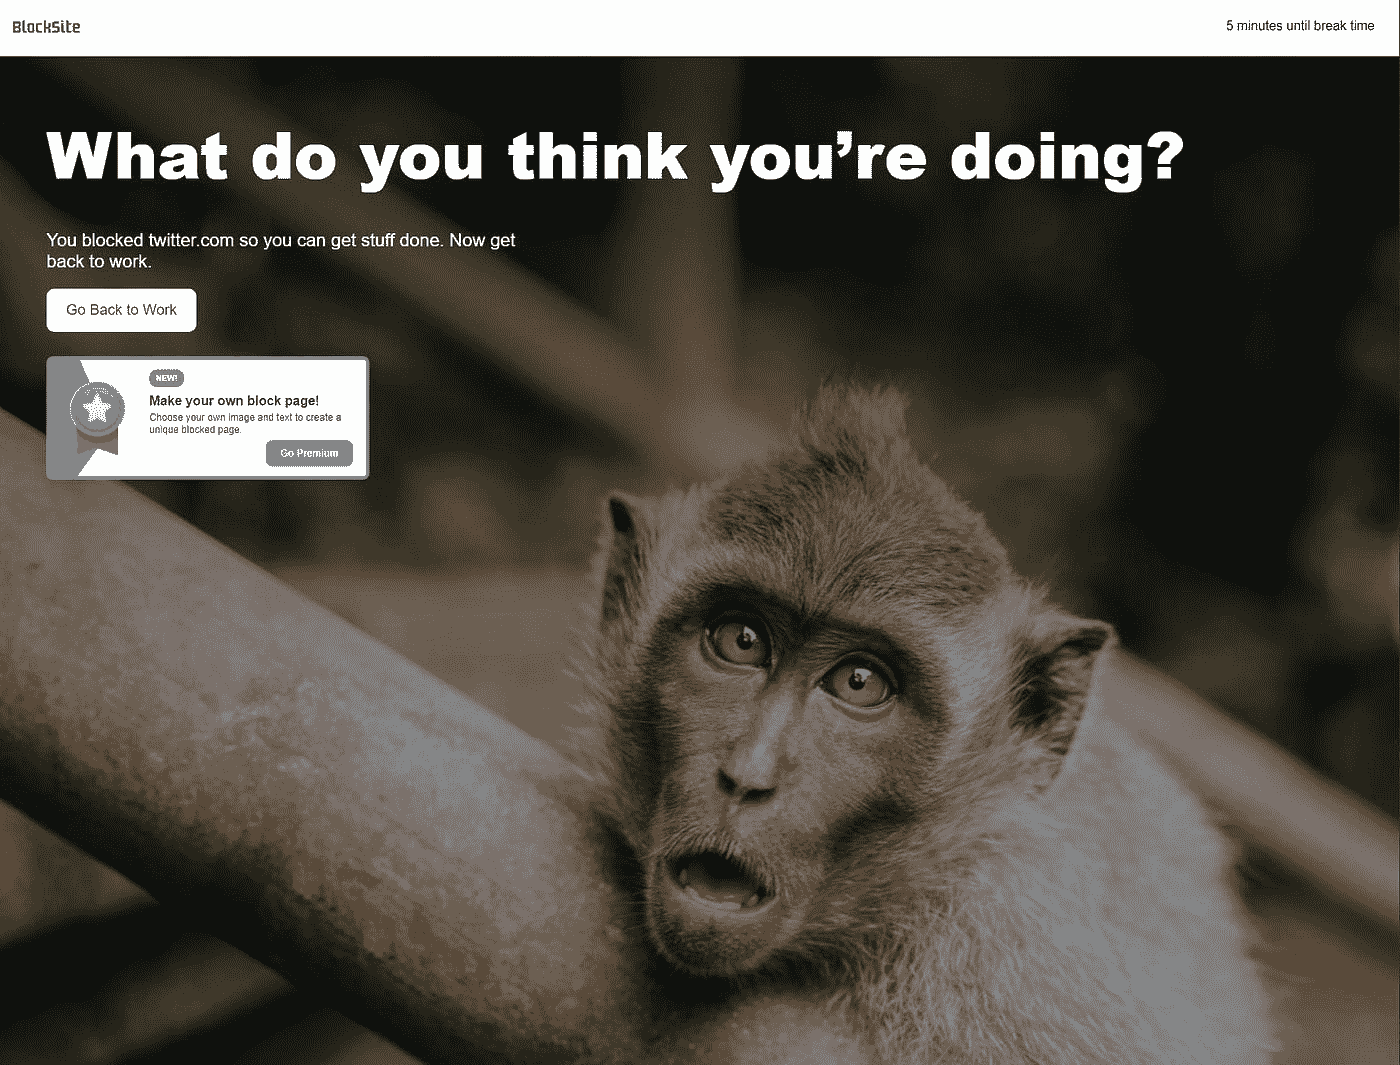 BlockSite
5 minutes until break time
What do you think you’re doing?
You blocked twitter.com so you can get stuff done. Now get
back to work.
Go Back to Work
NEW!
Make your own block page!
Choose your own image and text to create a
unique blocked page.
Go Premium